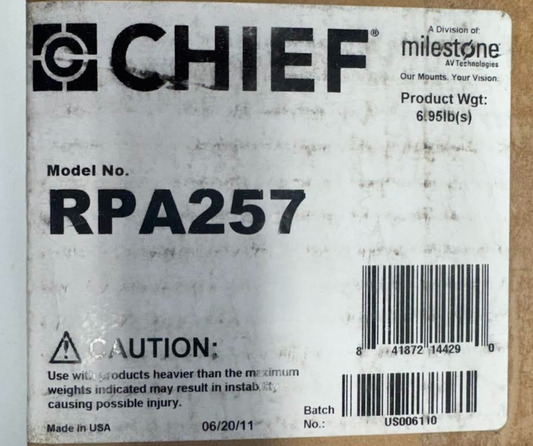 CHIEF®
A Division of:
milestone
AV Technologies
Our Mounts. Your Vision.
Product Wgt:
6.95lb(s)
Model No.
RPA257
8 41872 14429 0
CAUTION:
Use with products heavier than the maximum
weights indicated may result in instability
causing possible injury.
Made in USA
06/20/11
Batch
No.:
US006110